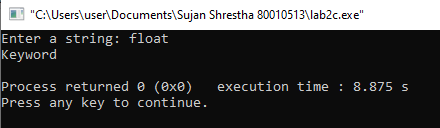 "C:\Users\user\Documents\Sujan Shrestha 80010513\lab2c.exe"
Enter a string: float
Keyword
Process returned 0 (0x0)   execution time : 8.875 s
Press any key to continue.